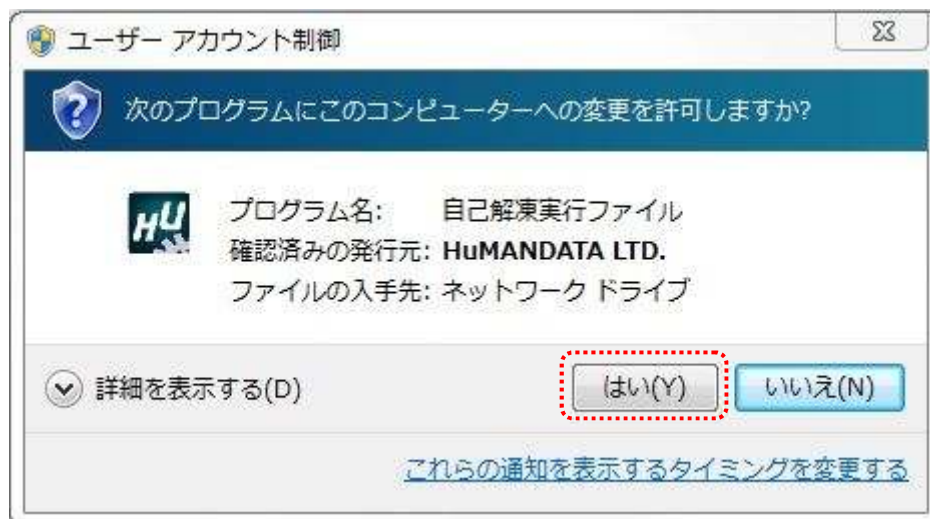 ユーザー アカウント制御
次のプログラムにこのコンピューターへの変更を許可しますか?
HU
プログラム名: 自己解凍実行ファイル
確認済みの発行元: HuMANDATA LTD.
ファイルの入手先: ネットワーク ドライブ
詳細を表示する(D) はい(Y) いいえ(N)
これらの通知を表示するタイミングを変更する